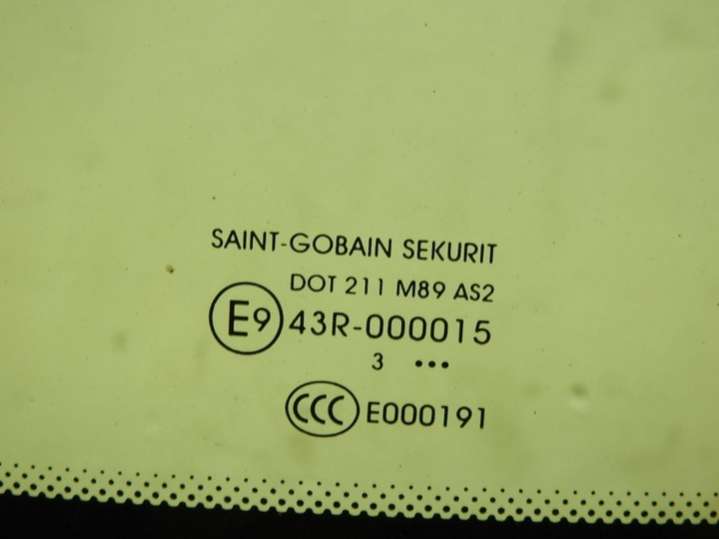 SAINT-GOBAIN SEKURIT
DOT 211 M89 AS2
E9 43R-000015
3 •••
CCC E000191